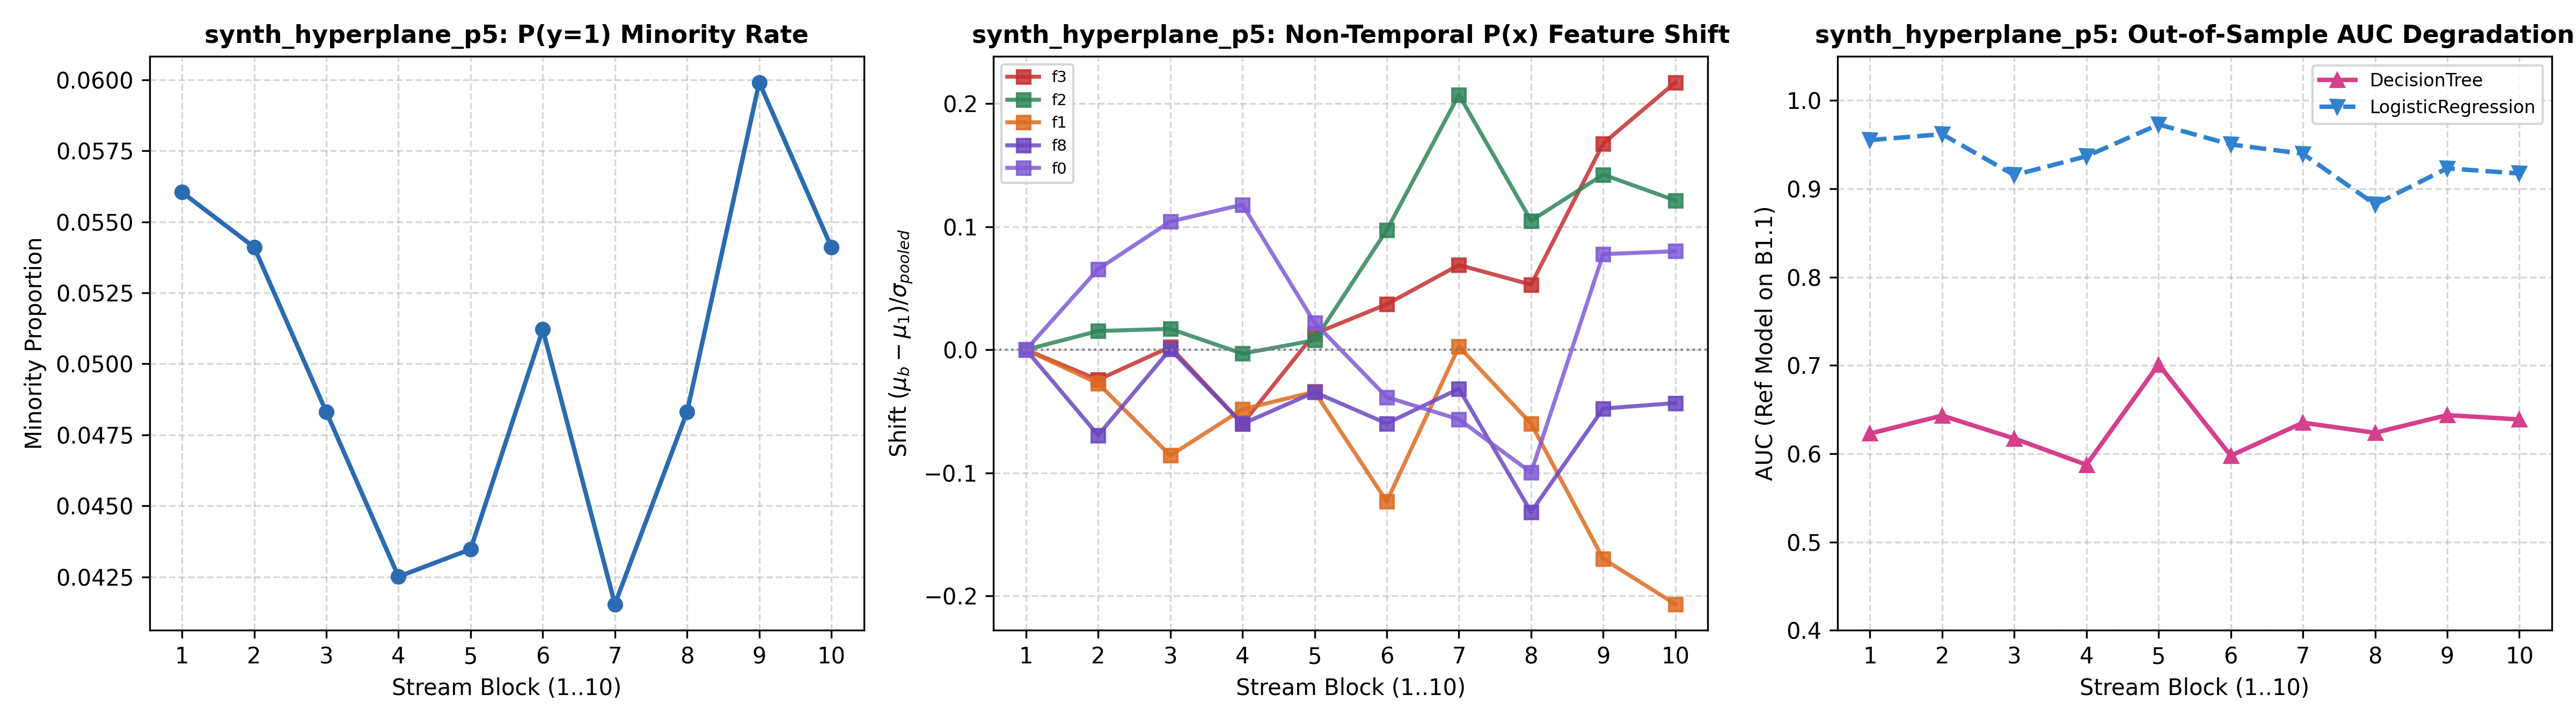 synth_hyperplane_p5: P(y=1) Minority Rate
Minority Proportion
0.0600
0.0575
0.0550
0.0525
0.0500
0.0475
0.0450
0.0425
1 2 3 4 5 6 7 8 9 10
Stream Block (1..10)
synth_hyperplane_p5: Non-Temporal P(x) Feature Shift
f3
f2
f1
f8
f0
Shift (μ_b − μ_1)/σ_pooled
0.2
0.1
0.0
−0.1
−0.2
1 2 3 4 5 6 7 8 9 10
Stream Block (1..10)
synth_hyperplane_p5: Out-of-Sample AUC Degradation
DecisionTree
LogisticRegression
AUC (Ref Model on B1.1)
1.0
0.9
0.8
0.7
0.6
0.5
0.4
1 2 3 4 5 6 7 8 9 10
Stream Block (1..10)